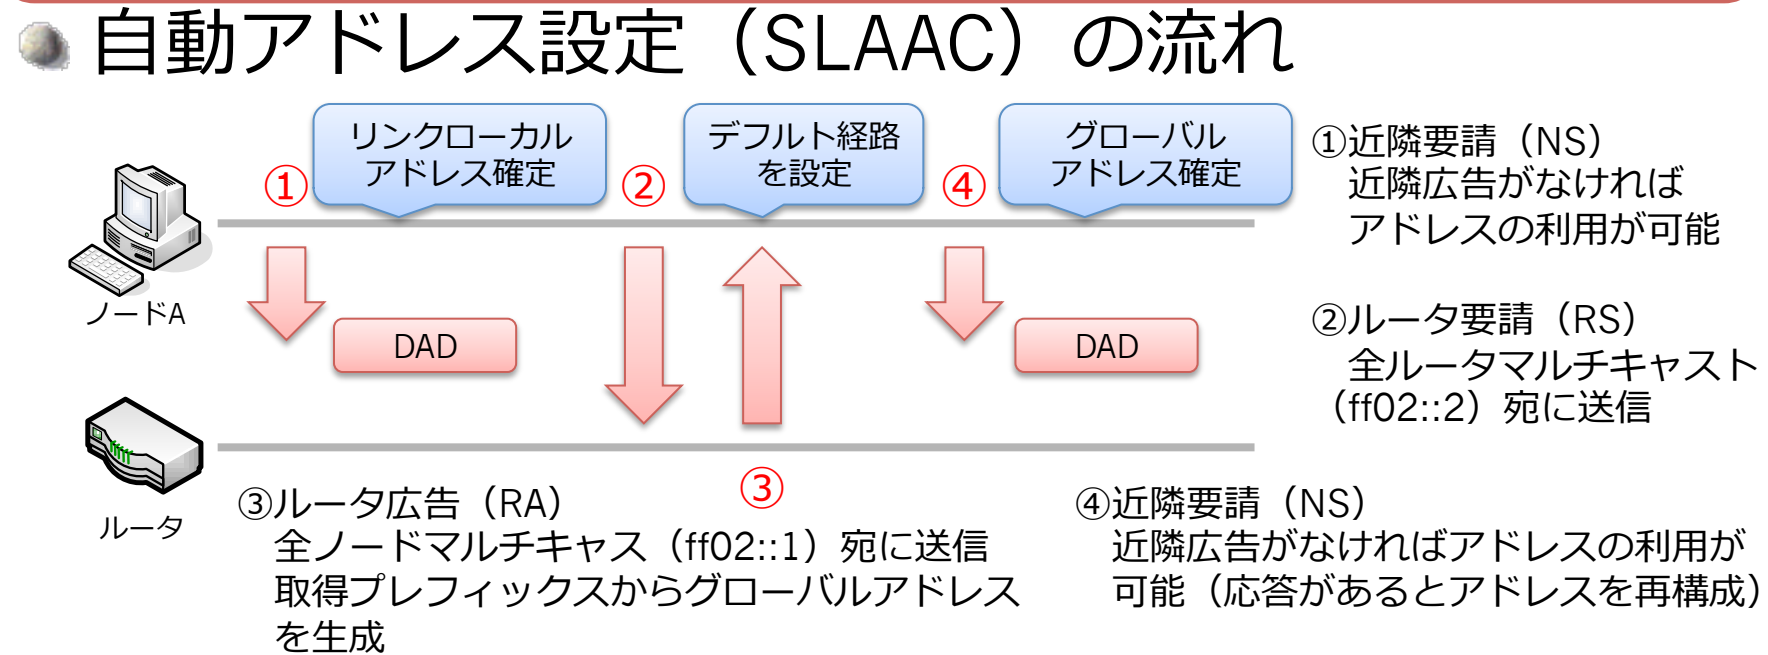 自動アドレス設定（SLAAC）の流れ
リンクローカル
アドレス確定
デフルト経路
を設定
グローバル
アドレス確定
①
②
④
ノードA
DAD
DAD
ルータ
③
①近隣要請（NS）
近隣広告がなければ
アドレスの利用が可能
②ルータ要請（RS）
全ルータマルチキャスト
（ff02::2）宛に送信
③ルータ広告（RA）
全ノードマルチキャス（ff02::1）宛に送信
取得プレフィックスからグローバルアドレス
を生成
④近隣要請（NS）
近隣広告がなければアドレスの利用が
可能（応答があるとアドレスを再構成）